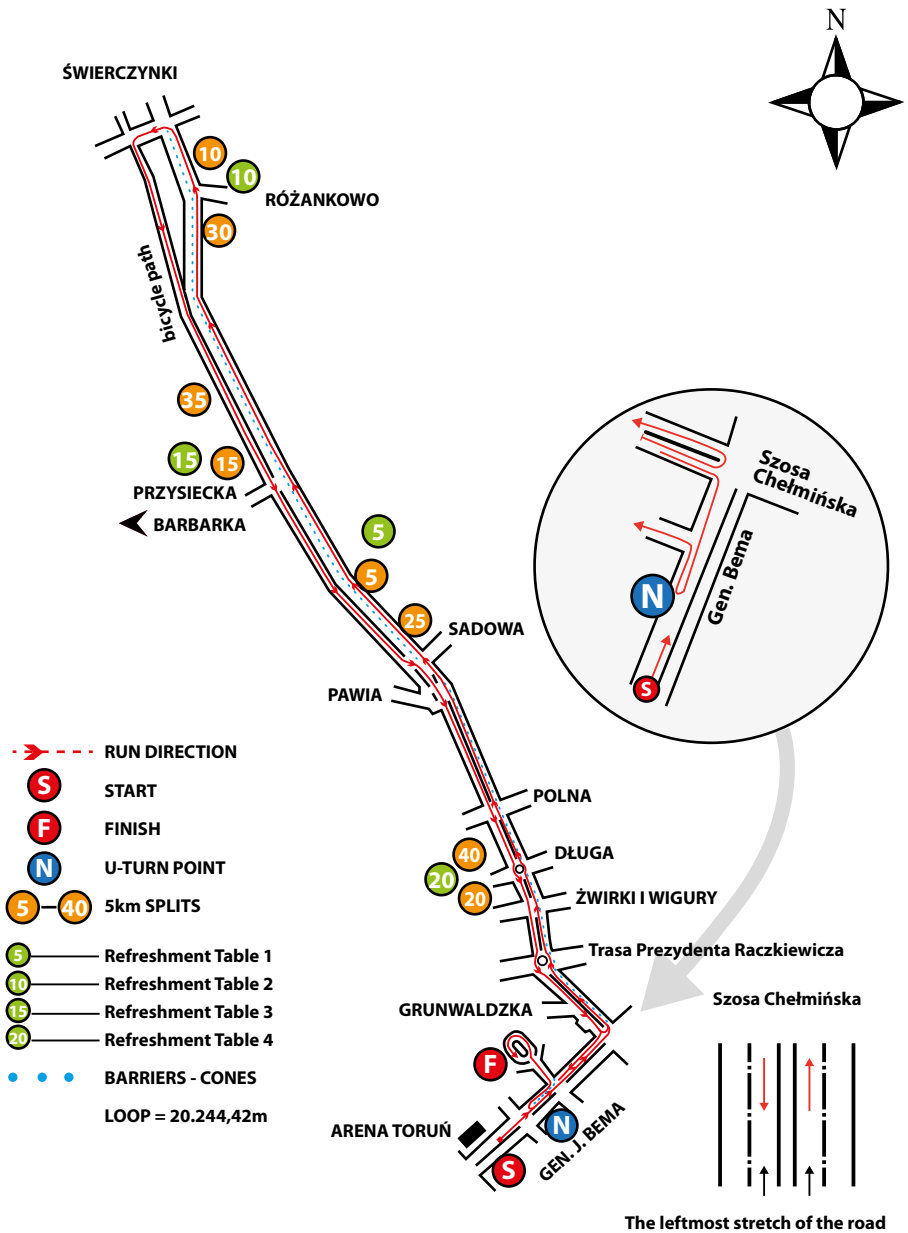 N
ŚWIERCZYNKI
10
10
RÓŻANKOWO
30
bicycle path
35
15
15
PRZYSIECKA
BARBARKA
5
5
25
SADOWA
PAWIA
Szosa
Chełmińska
Gen. Bema
N
S
RUN DIRECTION
S
START
F
FINISH
N
U-TURN POINT
5
40
5km SPLITS
5
Refreshment Table 1
10
Refreshment Table 2
15
Refreshment Table 3
20
Refreshment Table 4
BARRIERS - CONES
LOOP = 20.244,42m
POLNA
40
DŁUGA
20
20
ŻWIRKI I WIGURY
Trasa Prezydenta Raczkiewicza
GRUNWALDZKA
F
ARENA TORUŃ
N
S
GEN. J. BEMA
Szosa Chełmińska
The leftmost stretch of the road